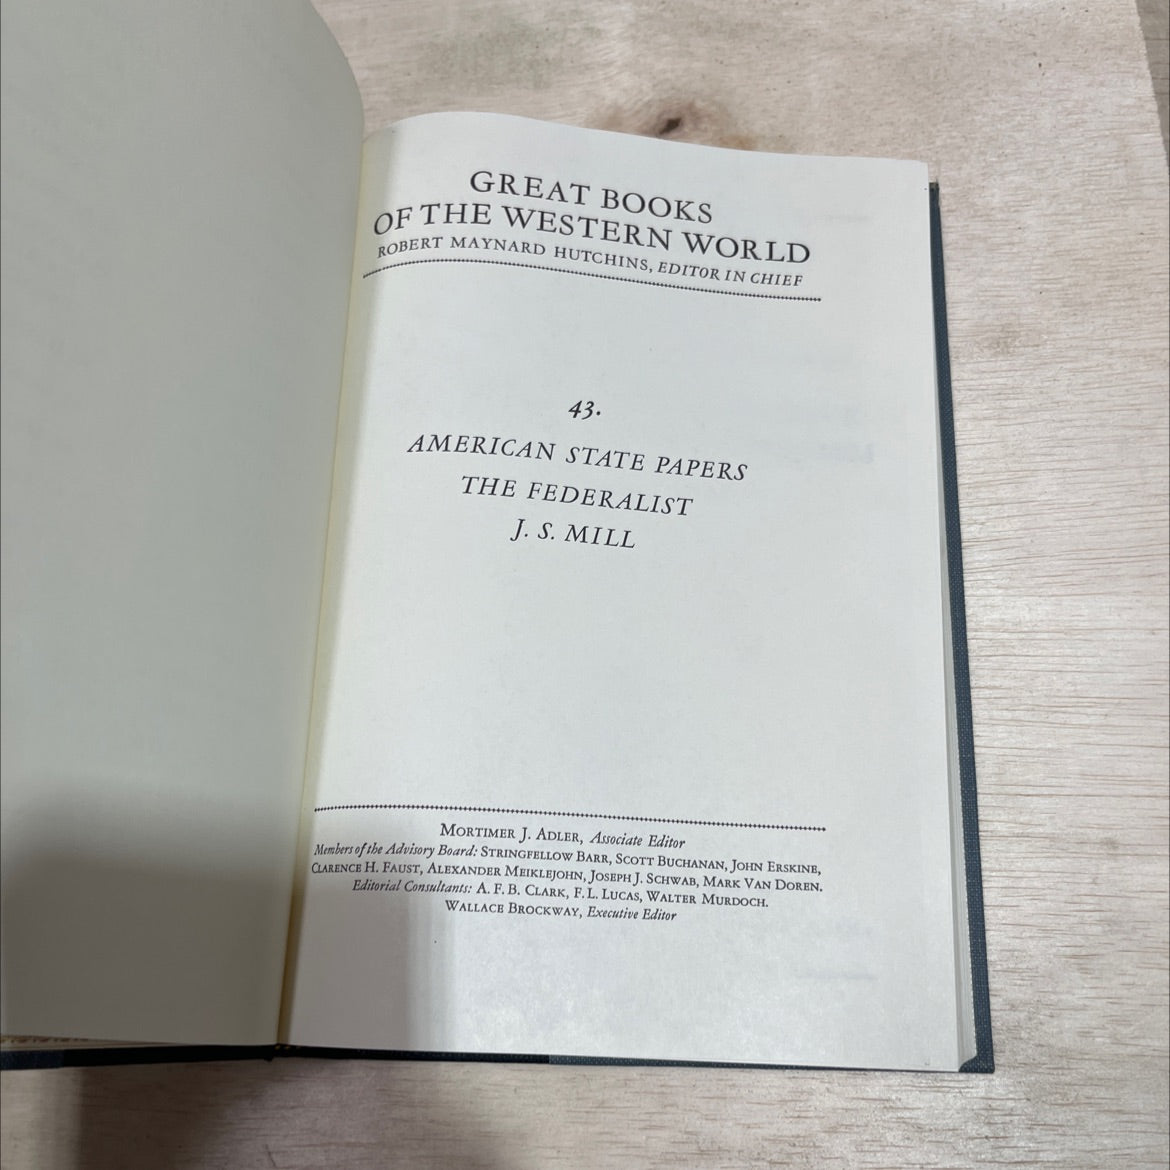 GREAT BOOKS
OF THE WESTERN WORLD
ROBERT MAYNARD HUTCHINS, EDITOR IN CHIEF
43.
AMERICAN STATE PAPERS
THE FEDERALIST
J. S. MILL
MORTIMER J. ADLER, Associate Editor
Members of the Advisory Board: STRINGFELLOW BARR, SCOTT BUCHANAN, JOHN ERSKINE,
CLARENCE H. FAUST, ALEXANDER MEIKLEJOHN, JOSEPH J. SCHWAB, MARK VAN DOREN.
Editorial Consultants: A. F. B. CLARK, F. L. LUCAS, WALTER MURDOCH.
WALLACE BROCKWAY, Executive Editor